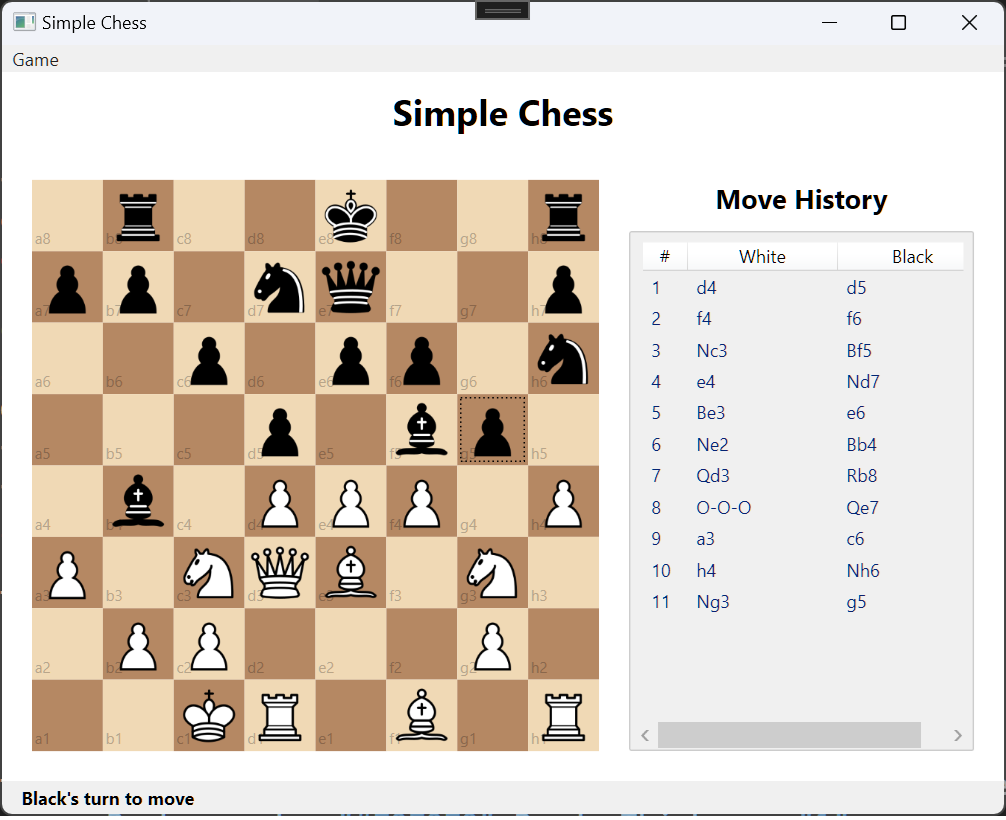 Simple Chess
Game
Simple Chess
Move History
# White Black
1 d4 d5
2 f4 f6
3 Nc3 Bf5
4 e4 Nd7
5 Be3 e6
6 Ne2 Bb4
7 Qd3 Rb8
8 O-O-O Qe7
9 a3 c6
10 h4 Nh6
11 Ng3 g5
a8 b8 c8 d8 e8 f8 g8 h8
a7 b7 c7 d7 e7 f7 g7 h7
a6 b6 c6 d6 e6 f6 g6 h6
a5 b5 c5 d5 e5 f5 g5 h5
a4 b4 c4 d4 e4 f4 g4 h4
a3 b3 c3 d3 e3 f3 g3 h3
a2 b2 c2 d2 e2 f2 g2 h2
a1 b1 c1 d1 e1 f1 g1 h1
Black's turn to move